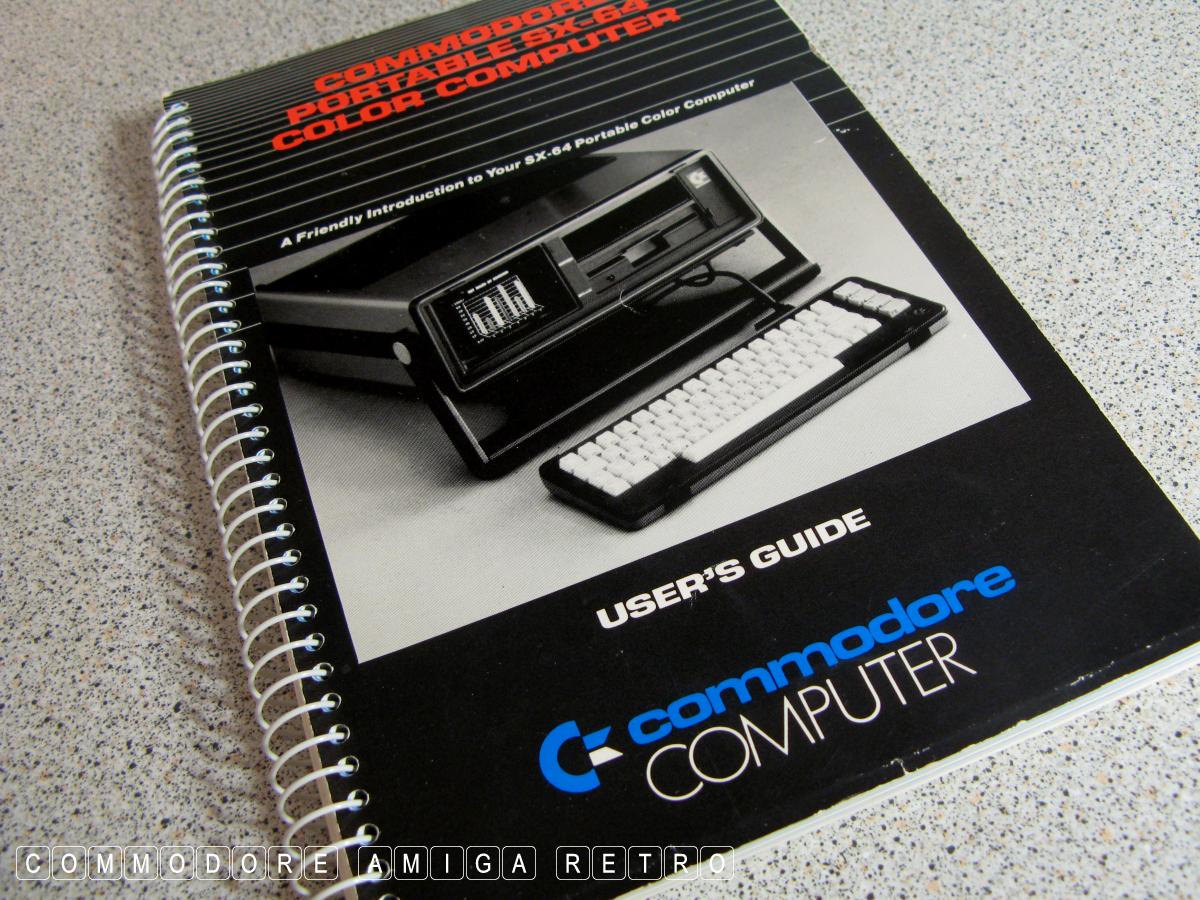 COMMODORE
PORTABLE SX-64
COLOR COMPUTER
A Friendly Introduction to Your SX-64 Portable Color Computer
USER'S GUIDE
commodore
COMPUTER
COMMODORE AMIGA RETRO